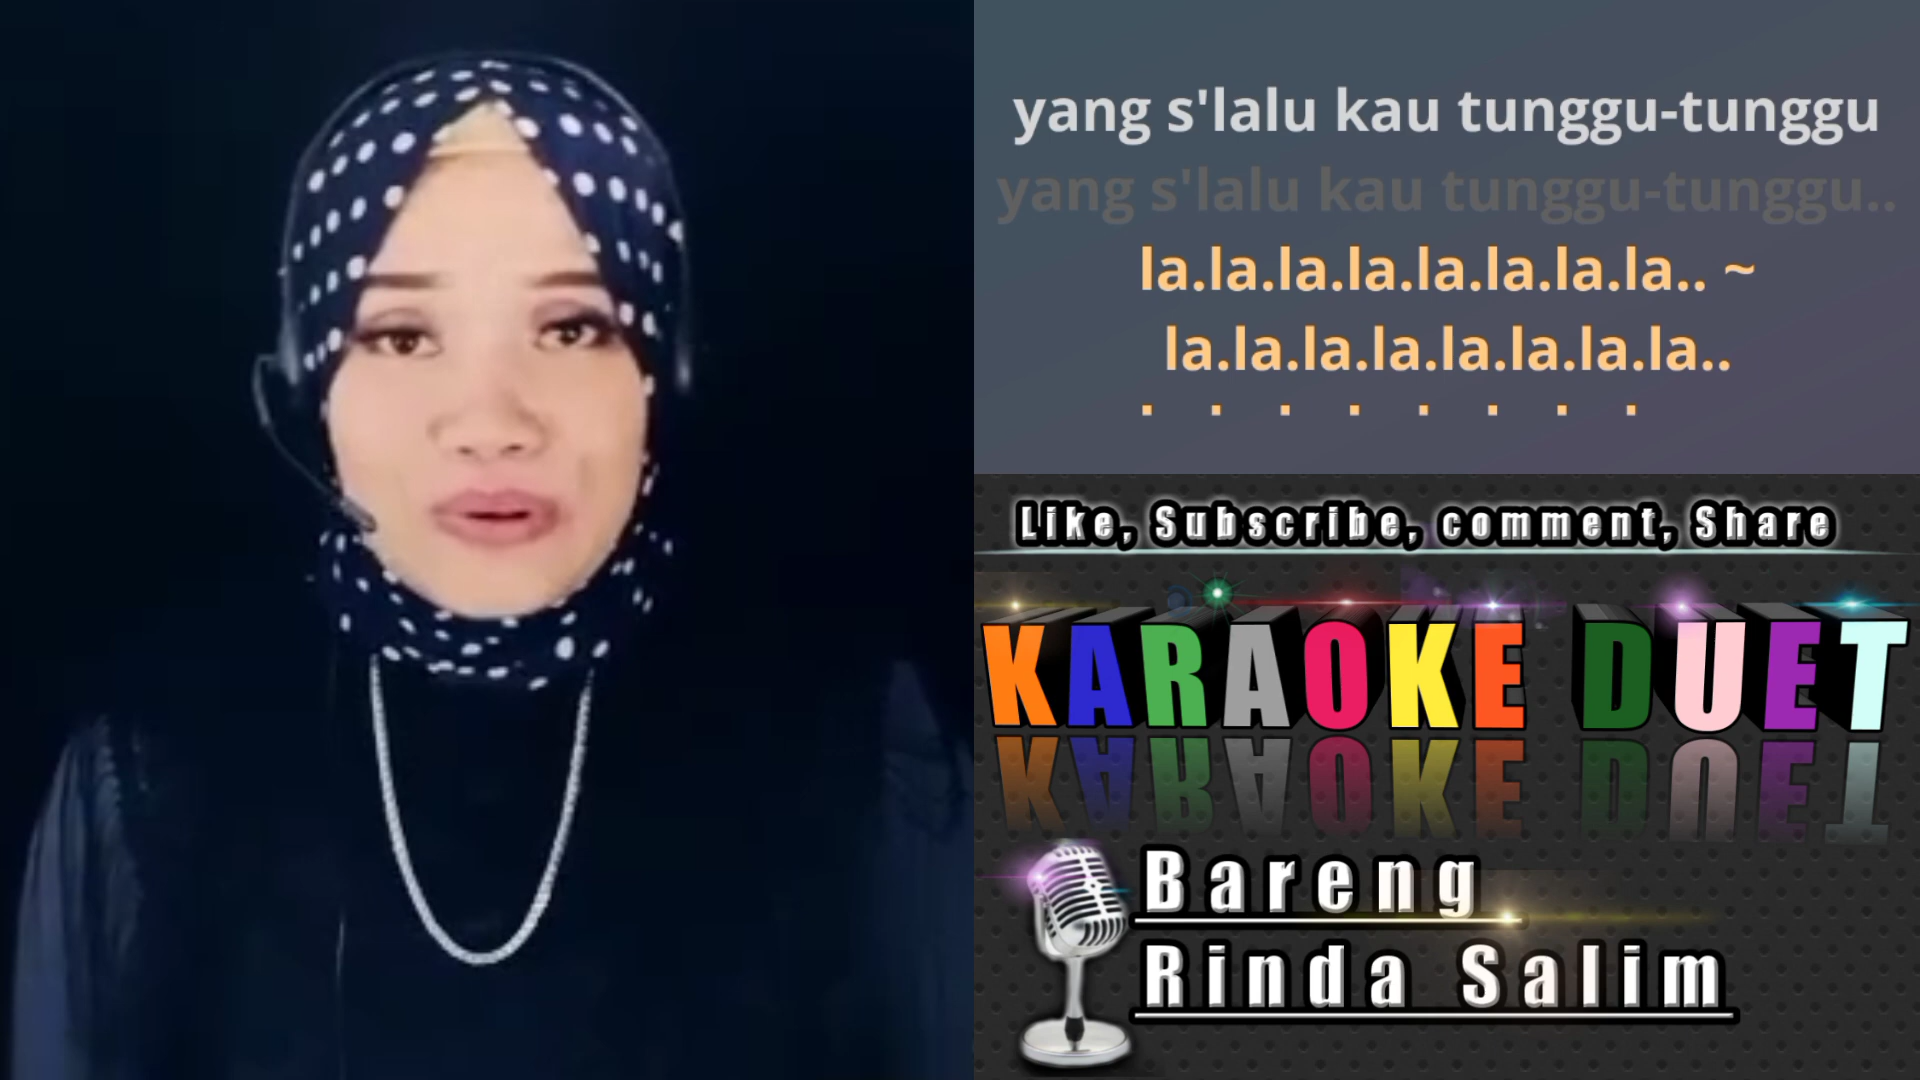 yang s'lalu kau tunggu-tunggu
yang s'lalu kau tunggu-tunggu..
la.la.la.la.la.la.la.la.. ~
la.la.la.la.la.la.la.la..
. . . . . . . .
Like, Subscribe, comment, Share
KARAOKE DUET
Bareng
Rinda Salim